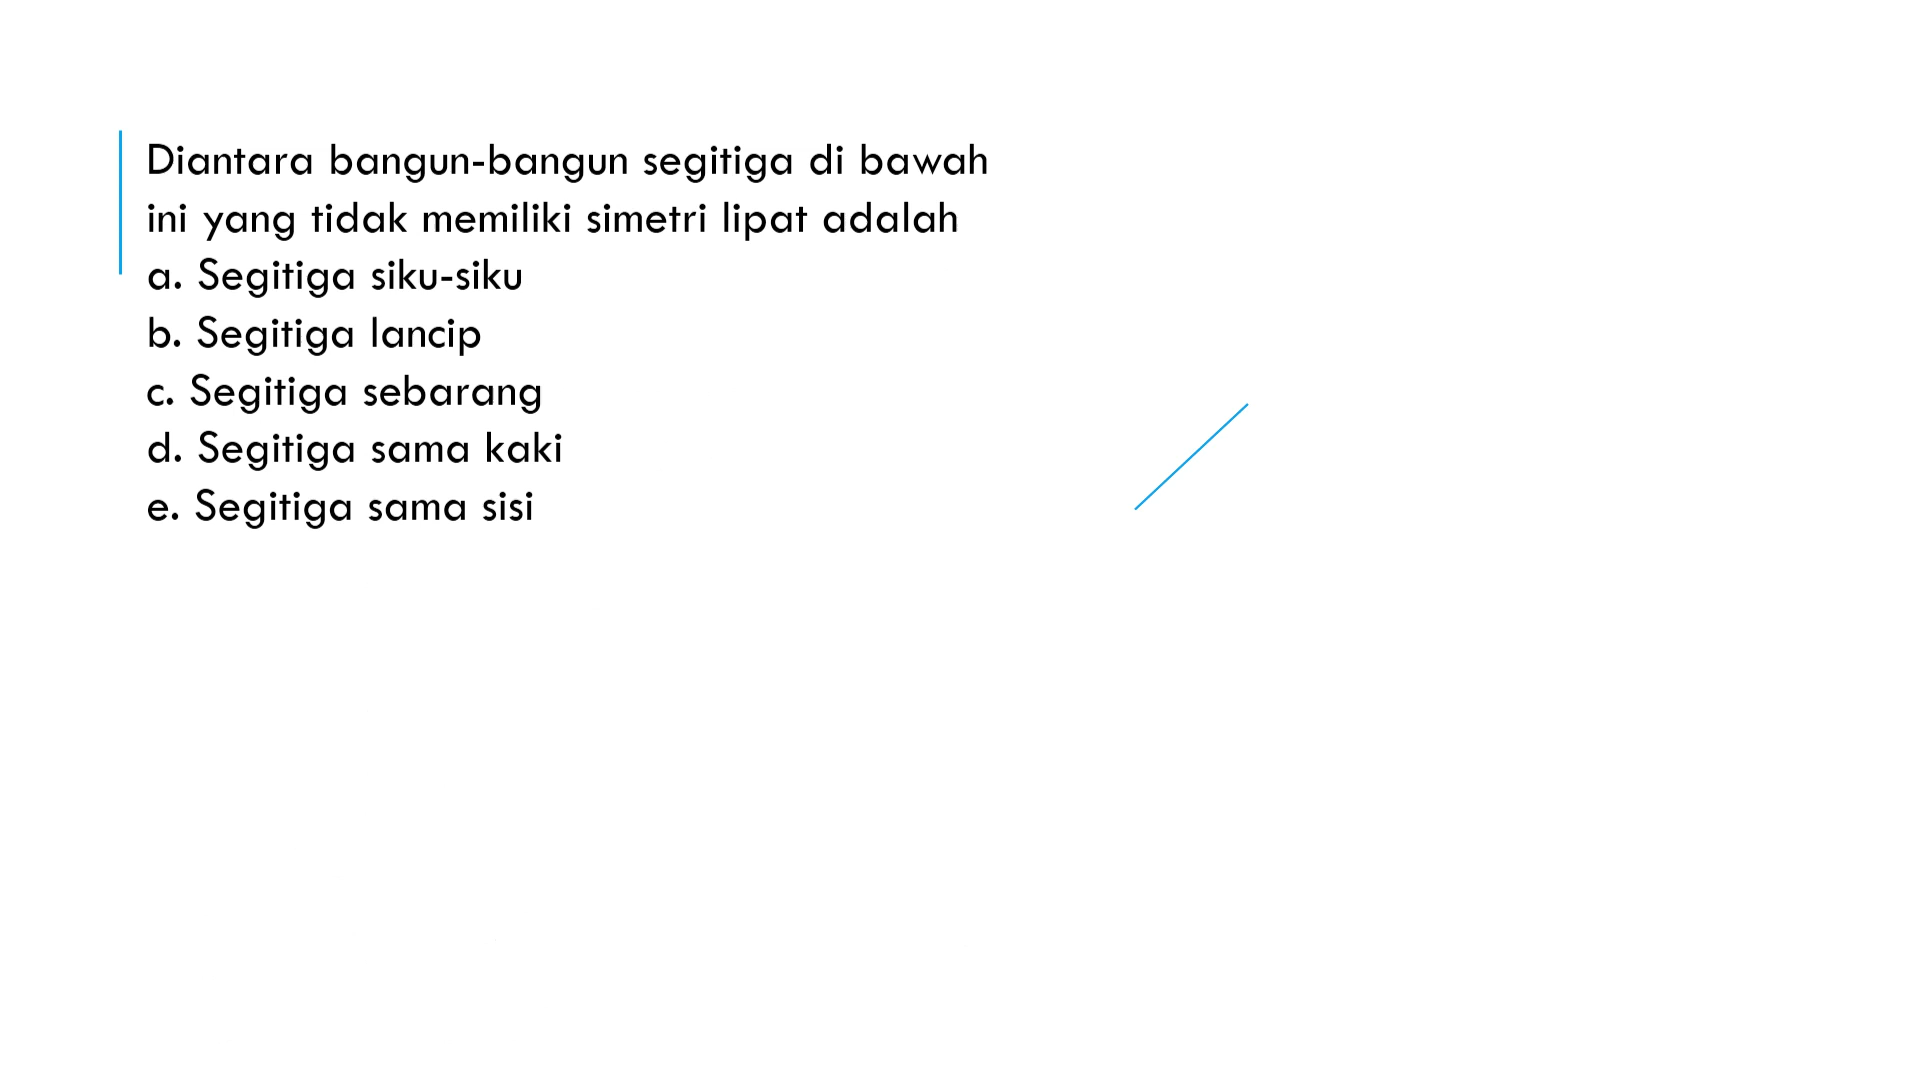 Diantara bangun-bangun segitiga di bawah
ini yang tidak memiliki simetri lipat adalah
a. Segitiga siku-siku
b. Segitiga lancip
c. Segitiga sebarang
d. Segitiga sama kaki
e. Segitiga sama sisi